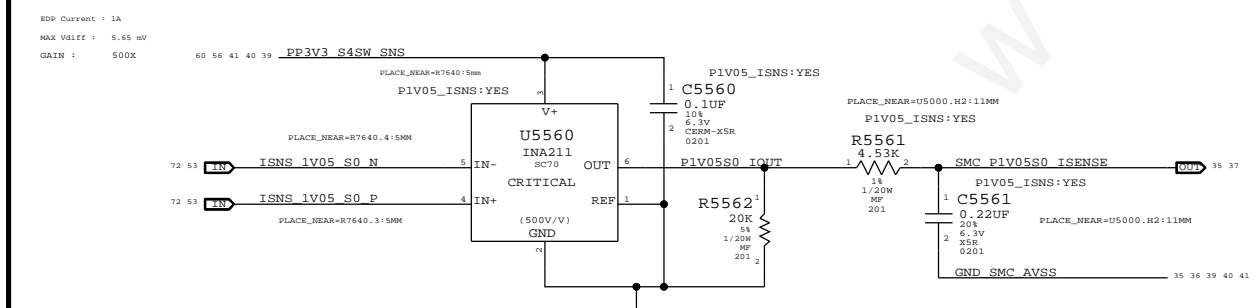 EDP Current : 1A
MAX Vdiff : 5.65 mV
GAIN : 500X
60 56 41 40 39 PP3V3_S4SW_SNS
PLACE_NEAR=R7640:5mm
P1V05_ISNS:YES
3
V+
U5560
INA211
SC70
CRITICAL
(500V/V)
GND
2
5 IN-
4 IN+
OUT 6
REF 1
PLACE_NEAR=R7640.4:5MM
72 53 IN ISNS_1V05_S0_N
72 53 IN ISNS_1V05_S0_P
PLACE_NEAR=R7640.3:5MM
P1V05_ISNS:YES
1 C5560
0.1UF
10%
6.3V
2 CERM-X5R
0201
P1V05S0_IOUT
R5562 1
20K
5%
1/20W
MF
201 2
PLACE_NEAR=U5000.H2:11MM
P1V05_ISNS:YES
R5561
1 4.53K 2
1%
1/20W
MF
201
SMC_P1V05S0_ISENSE OUT 35 37
P1V05_ISNS:YES
1 C5561
0.22UF
20%
6.3V
2 X5R
0201
PLACE_NEAR=U5000.H2:11MM
GND_SMC_AVSS 35 36 39 40 41
W